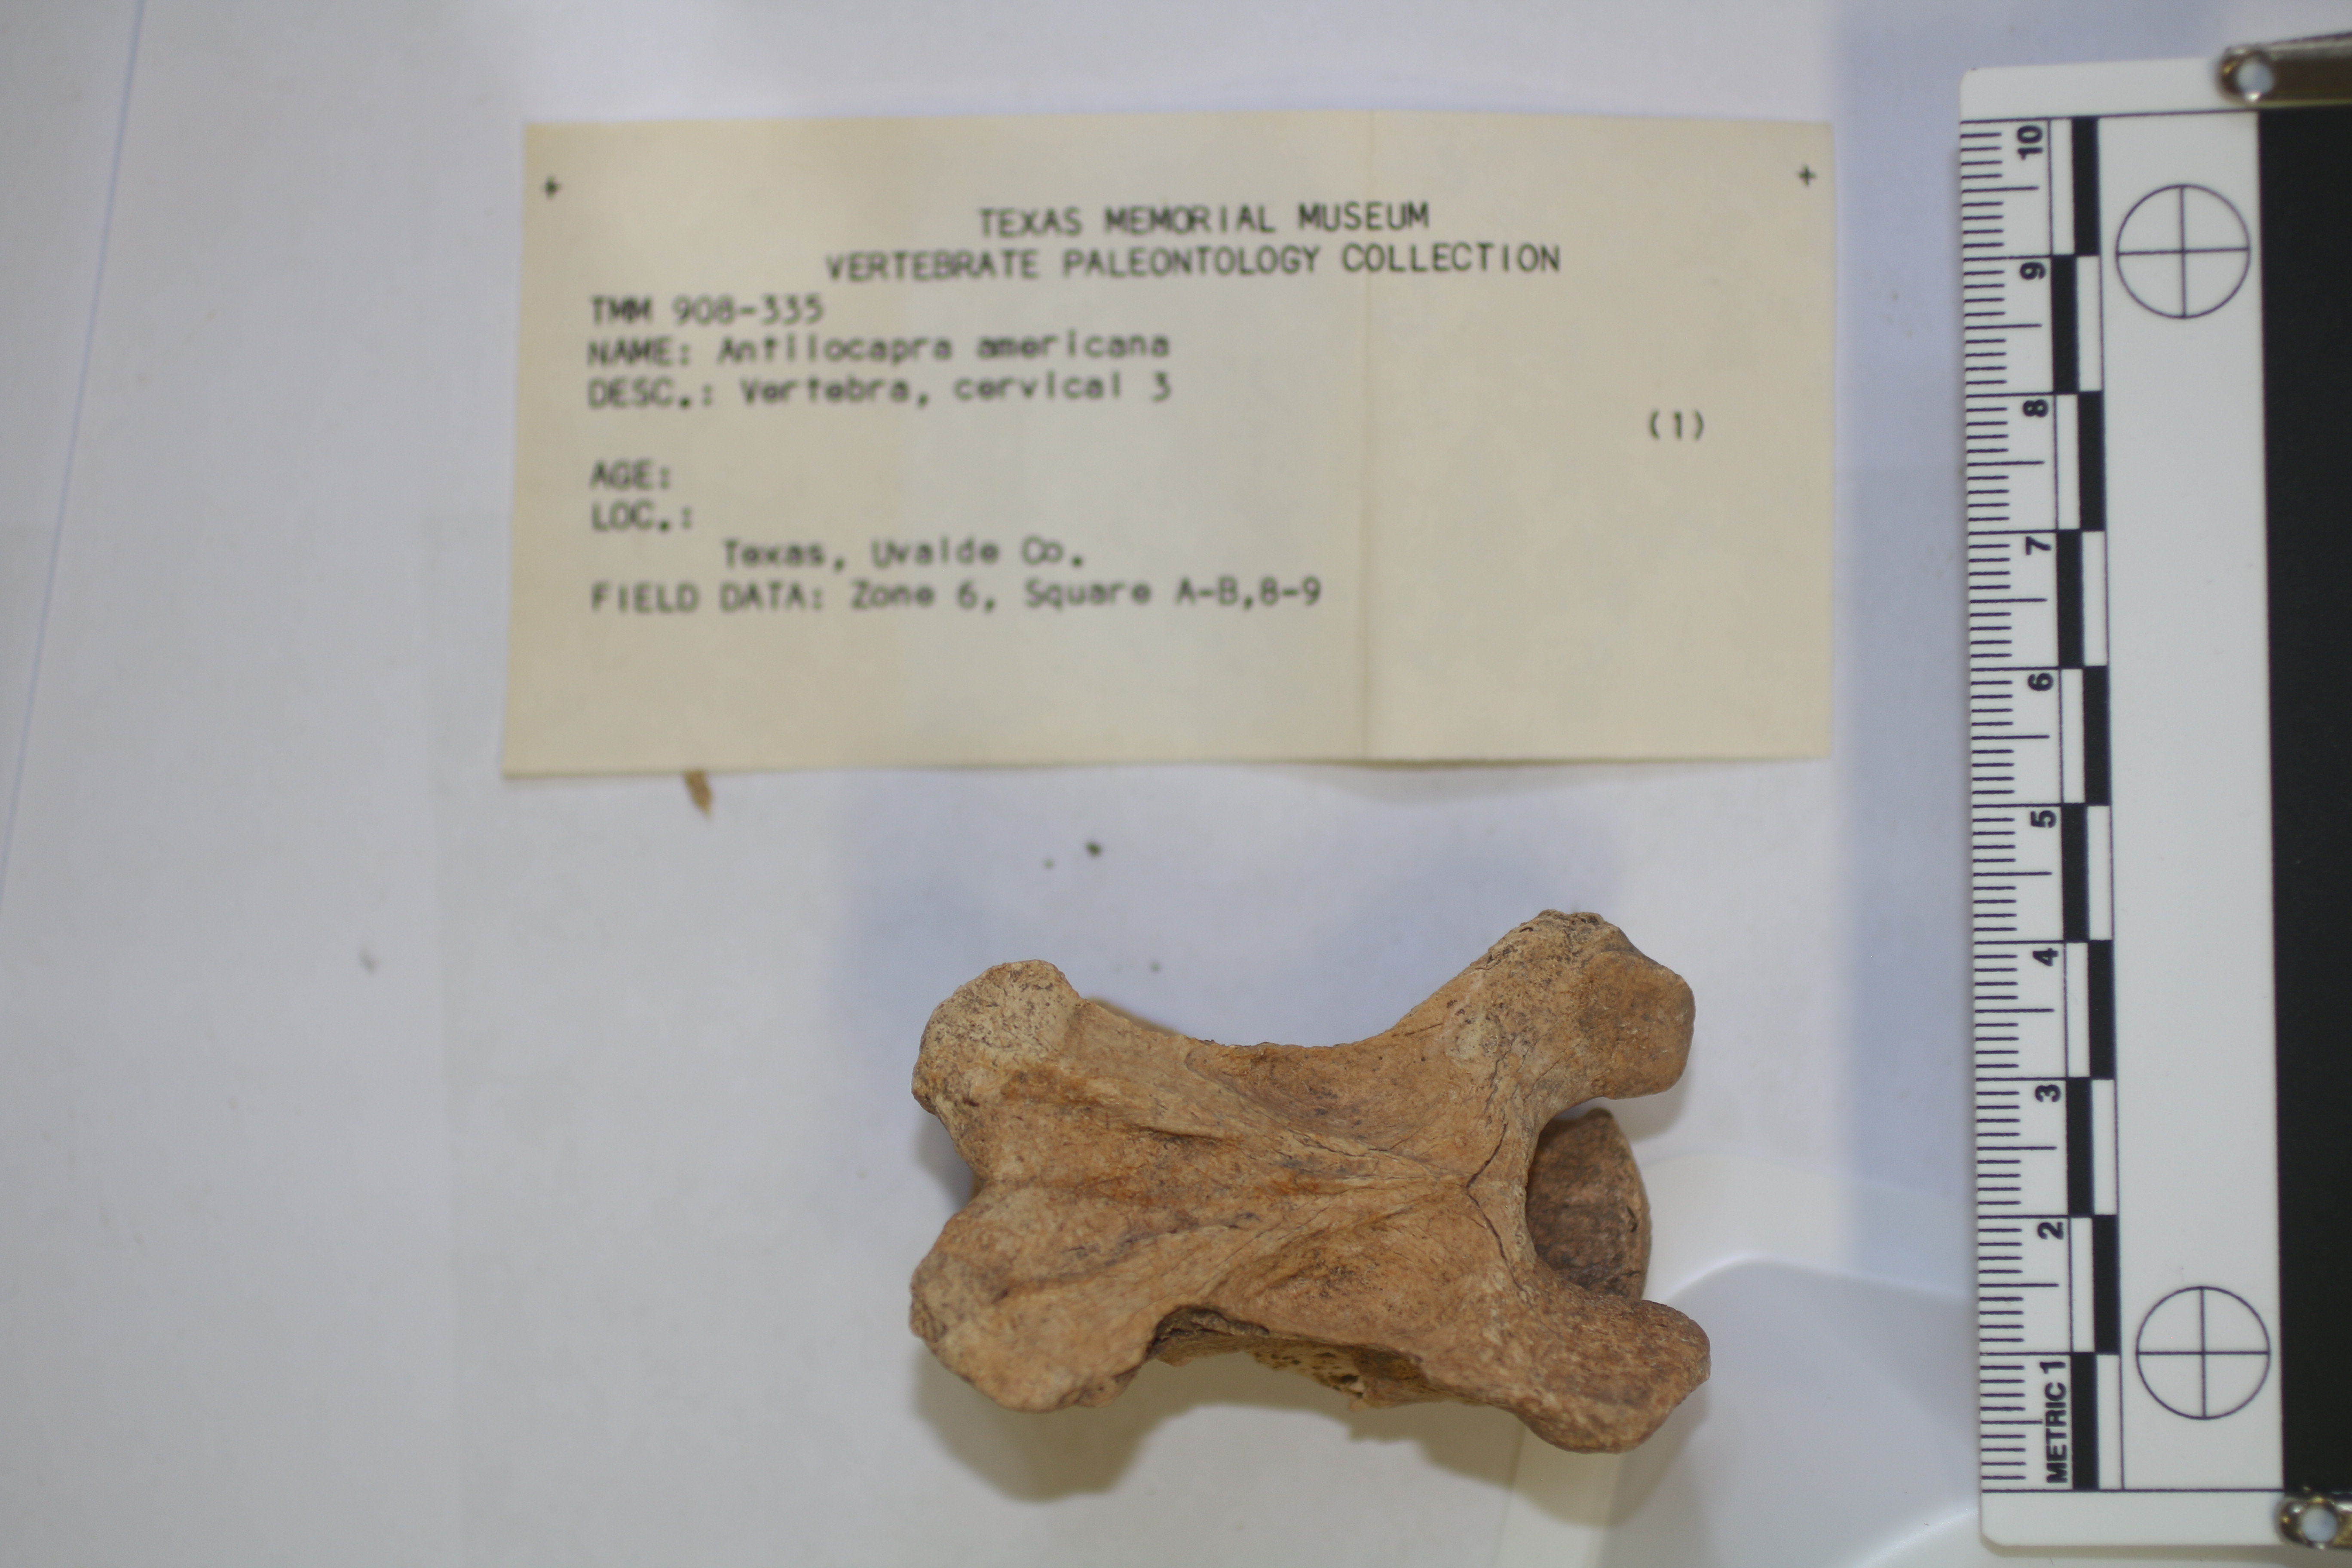 TEXAS MEMORIAL MUSEUM
VERTEBRATE PALEONTOLOGY COLLECTION
TMM 908-335
NAME: Antilocapra americana
DESC.: Vertebra, cervical 3
(1)
AGE:
LOC.:
Texas, Uvalde Co.
FIELD DATA: Zone 6, Square A-B,8-9
METRIC 1 2 3 4 5 6 7 8 9 10